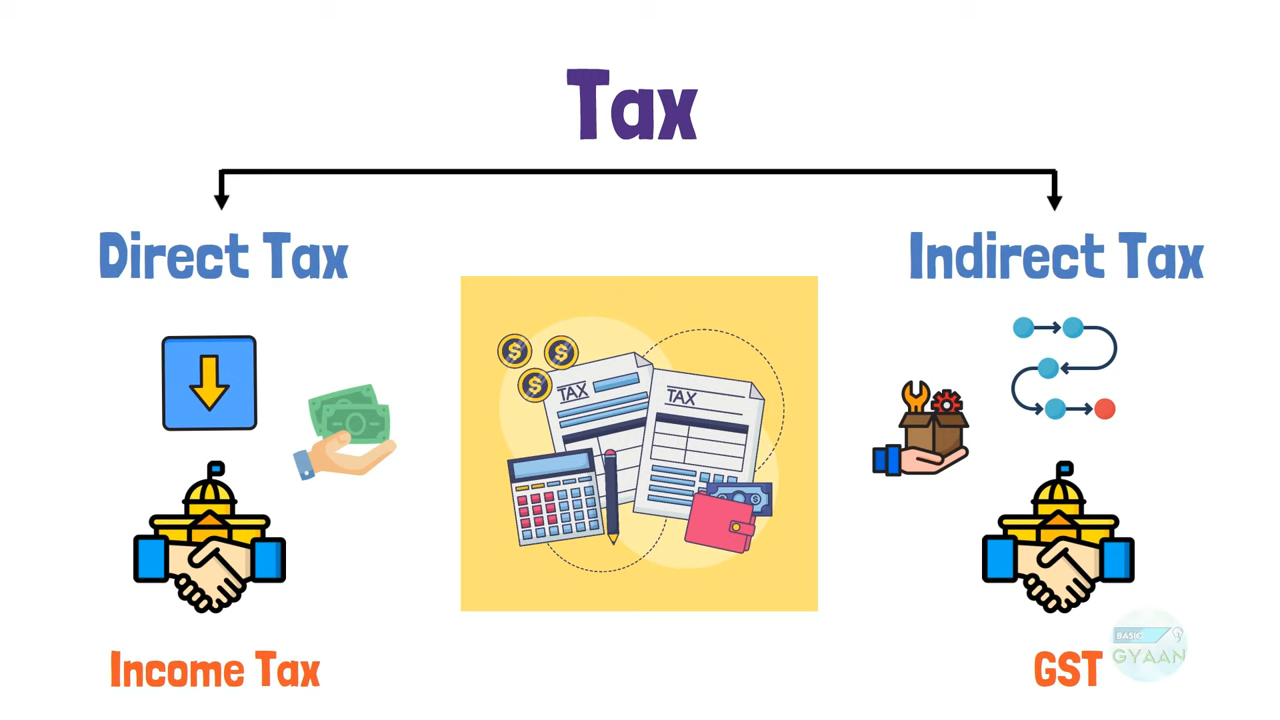 Tax
Direct Tax
Indirect Tax
TAX
TAX
Income Tax
GST
BASIC
GYAAN